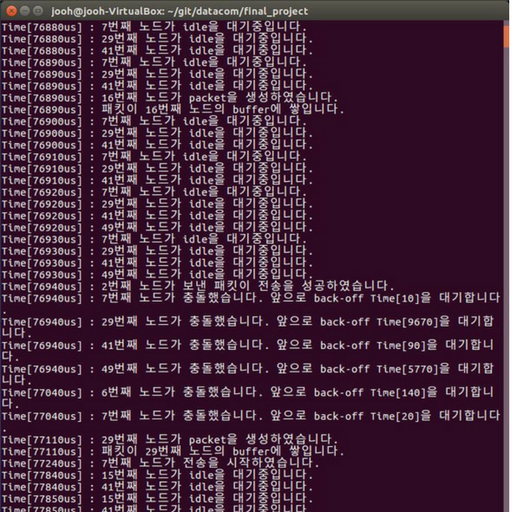 jooh@jooh-VirtualBox: ~/git/datacom/final_project
Time[76880us] : 7번째 노드가 idle을 대기중입니다.
Time[76880us] : 29번째 노드가 idle을 대기중입니다.
Time[76880us] : 41번째 노드가 idle을 대기중입니다.
Time[76890us] : 7번째 노드가 idle을 대기중입니다.
Time[76890us] : 29번째 노드가 idle을 대기중입니다.
Time[76890us] : 41번째 노드가 idle을 대기중입니다.
Time[76890us] : 16번째 노드가 packet을 생성하였습니다.
Time[76890us] : 패킷이 16번째 노드의 buffer에 쌓입니다.
Time[76900us] : 7번째 노드가 idle을 대기중입니다.
Time[76900us] : 29번째 노드가 idle을 대기중입니다.
Time[76900us] : 41번째 노드가 idle을 대기중입니다.
Time[76910us] : 7번째 노드가 idle을 대기중입니다.
Time[76910us] : 29번째 노드가 idle을 대기중입니다.
Time[76910us] : 41번째 노드가 idle을 대기중입니다.
Time[76920us] : 7번째 노드가 idle을 대기중입니다.
Time[76920us] : 29번째 노드가 idle을 대기중입니다.
Time[76920us] : 41번째 노드가 idle을 대기중입니다.
Time[76920us] : 49번째 노드가 idle을 대기중입니다.
Time[76930us] : 7번째 노드가 idle을 대기중입니다.
Time[76930us] : 29번째 노드가 idle을 대기중입니다.
Time[76930us] : 41번째 노드가 idle을 대기중입니다.
Time[76930us] : 49번째 노드가 idle을 대기중입니다.
Time[76940us] : 2번째 노드가 보낸 패킷이 전송을 성공하였습니다.
Time[76940us] : 7번째 노드가 충돌했습니다. 앞으로 back-off Time[10]을 대기합니다
.
Time[76940us] : 29번째 노드가 충돌했습니다. 앞으로 back-off Time[9670]을 대기합
니다.
Time[76940us] : 41번째 노드가 충돌했습니다. 앞으로 back-off Time[90]을 대기합니
다.
Time[76940us] : 49번째 노드가 충돌했습니다. 앞으로 back-off Time[5770]을 대기합
니다.
Time[77040us] : 6번째 노드가 충돌했습니다. 앞으로 back-off Time[140]을 대기합니
다.
Time[77040us] : 7번째 노드가 충돌했습니다. 앞으로 back-off Time[20]을 대기합니다
.
Time[77110us] : 29번째 노드가 packet을 생성하였습니다.
Time[77110us] : 패킷이 29번째 노드의 buffer에 쌓입니다.
Time[77240us] : 7번째 노드가 전송을 시작하였습니다.
Time[77840us] : 15번째 노드가 idle을 대기중입니다.
Time[77840us] : 41번째 노드가 idle을 대기중입니다.
Time[77850us] : 15번째 노드가 idle을 대기중입니다.
Time[77850us] : 41번째 노드가 idle을 대기중입니다.